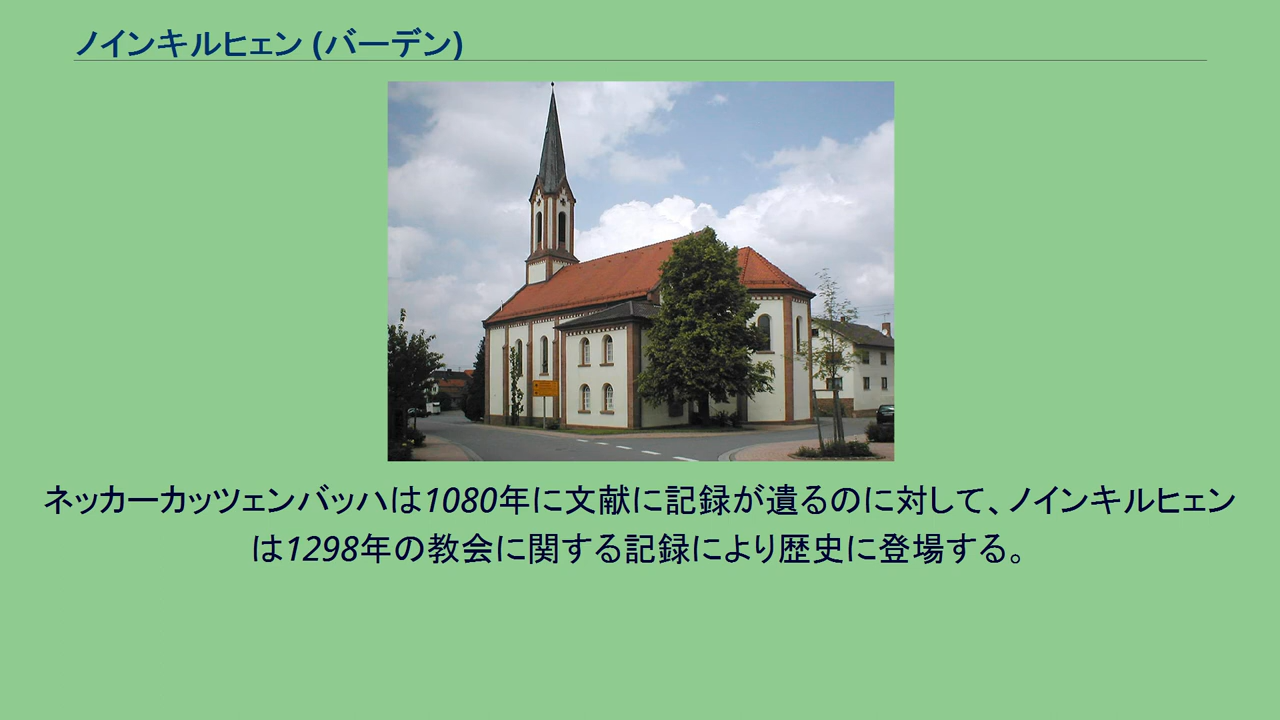 ノインキルヒェン (バーデン)
ネッカーカッツェンバッハは1080年に文献に記録が遺るのに対して、ノインキルヒェン
は1298年の教会に関する記録により歴史に登場する。